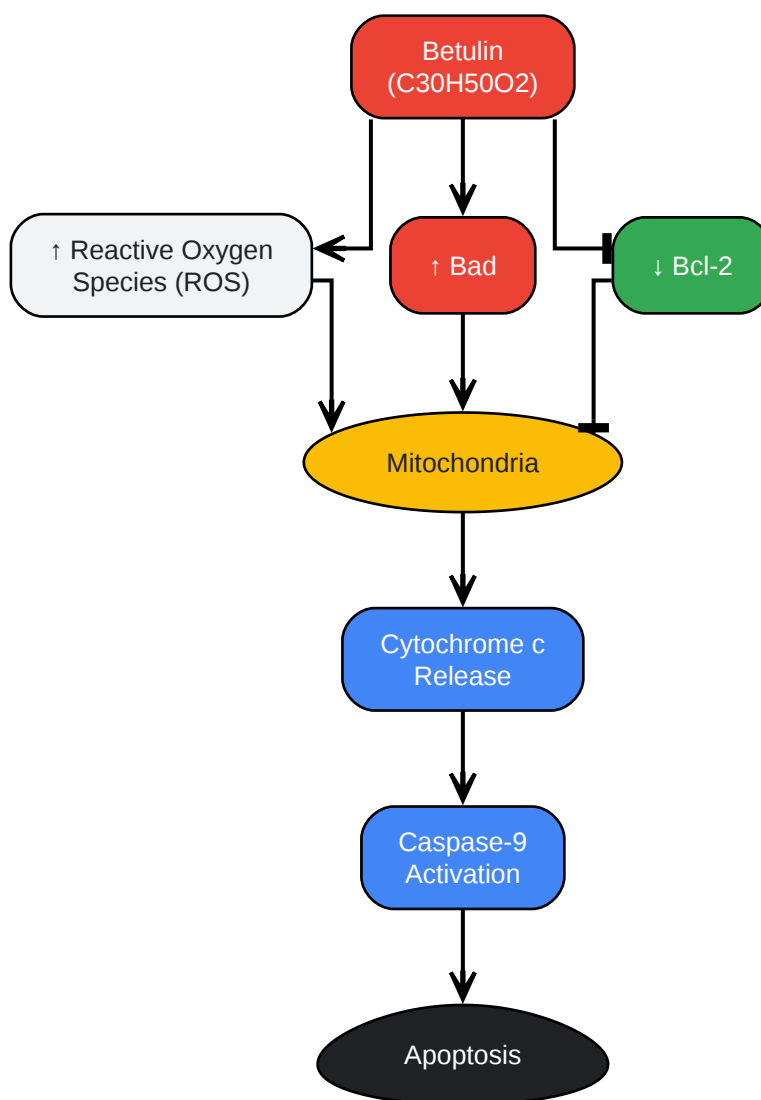 Betulin
(C30H50O2)
↑ Reactive Oxygen
Species (ROS)
↑ Bad
↓ Bcl-2
Mitochondria
Cytochrome c
Release
Caspase-9
Activation
Apoptosis